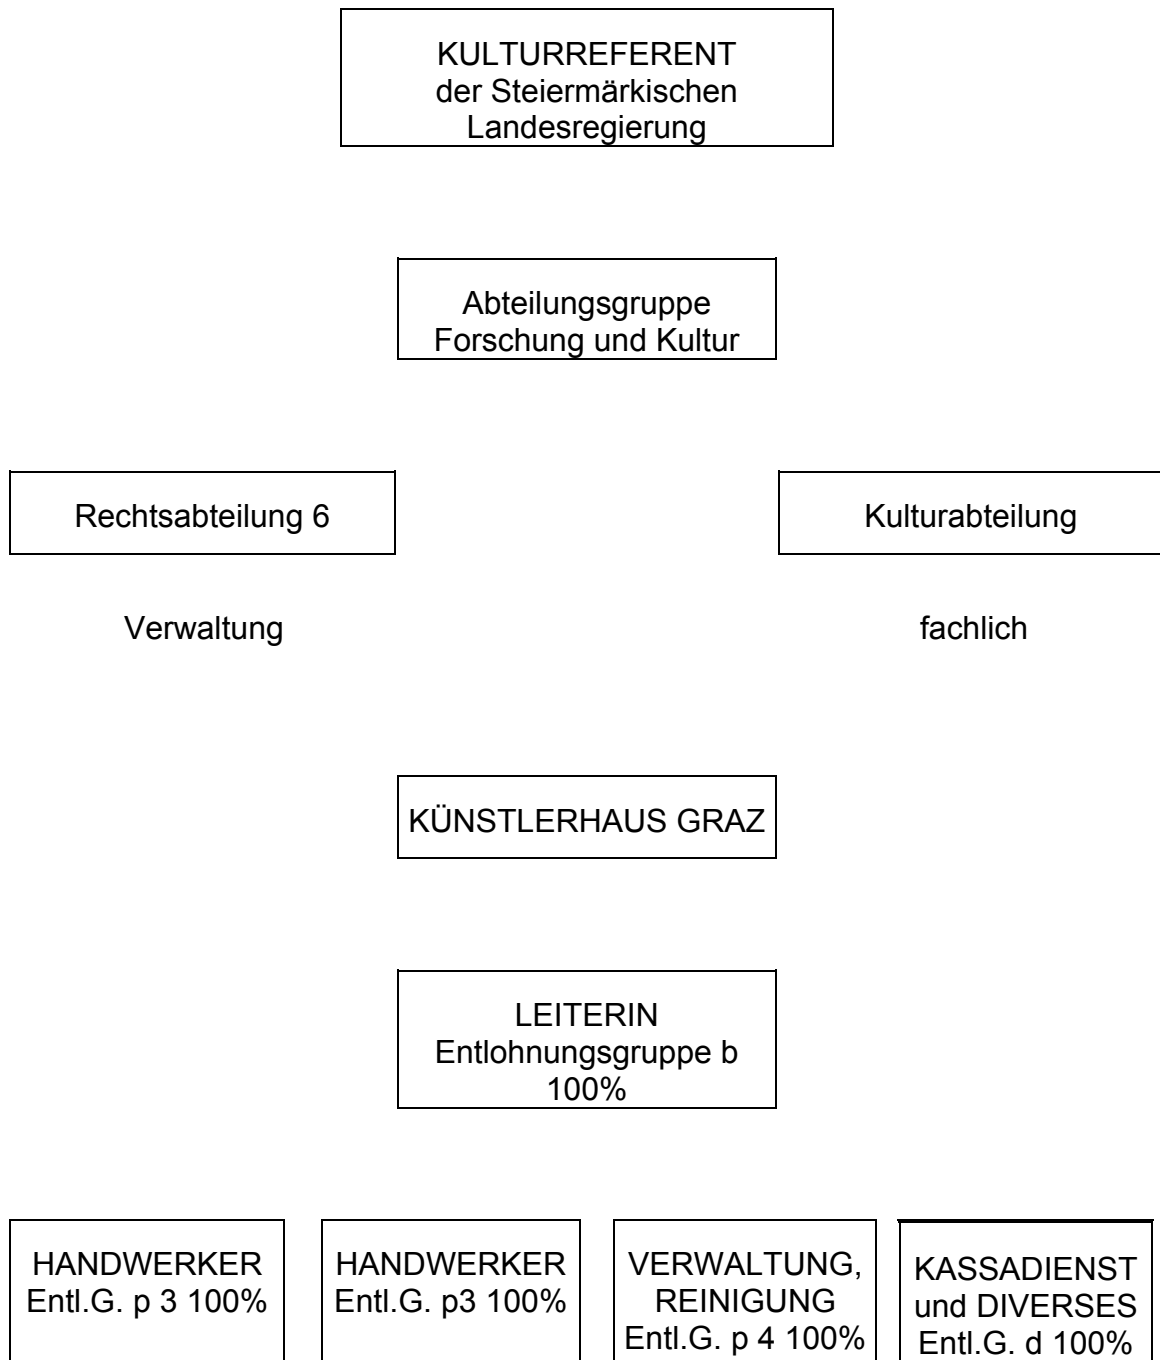 KULTURREFERENT
der Steiermärkischen
Landesregierung
Abteilungsgruppe
Forschung und Kultur
Rechtsabteilung 6
Kulturabteilung
Verwaltung
fachlich
KÜNSTLERHAUS GRAZ
LEITERIN
Entlohnungsgruppe b
100%
HANDWERKER
Entl.G. p 3 100%
HANDWERKER
Entl.G. p3 100%
VERWALTUNG,
REINIGUNG
Entl.G. p 4 100%
KASSADIENST
und DIVERSES
Entl.G. d 100%